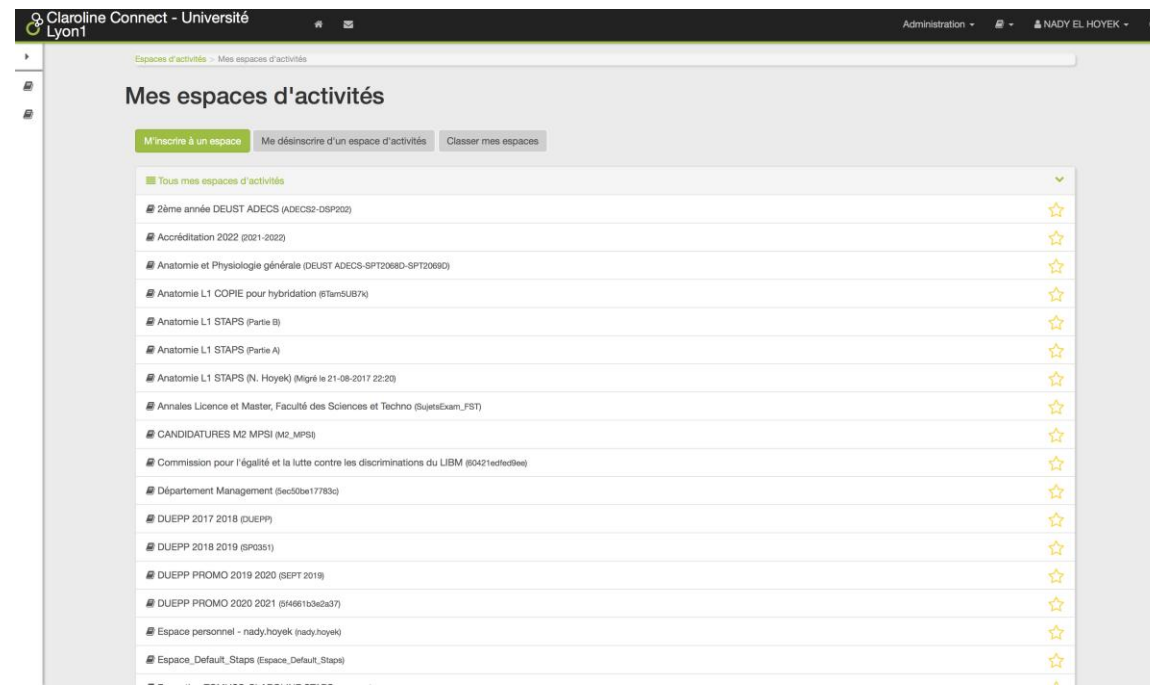 Claroline Connect - Université
Lyon1
Administration
NADY EL HOYEK
Espaces d'activités > Mes espaces d'activités
Mes espaces d'activités
M'inscrire à un espace
Me désinscrire d'un espace d'activités
Classer mes espaces
Tous mes espaces d'activités
2ème année DEUST ADECS (ADECS2-DSP202)
Accréditation 2022 (2021-2022)
Anatomie et Physiologie générale (DEUST ADECS-SPT2068D-SPT2069D)
Anatomie L1 COPIE pour hybridation (6Tam5UB7k)
Anatomie L1 STAPS (Partie B)
Anatomie L1 STAPS (Partie A)
Anatomie L1 STAPS (N. Hoyek) (Migré le 21-08-2017 22:20)
Annales Licence et Master, Faculté des Sciences et Techno (SujetsExam_FST)
CANDIDATURES M2 MPSI (M2_MPSI)
Commission pour l'égalité et la lutte contre les discriminations du LIBM (60421edfed9ee)
Département Management (5ec50be17783c)
DUEPP 2017 2018 (DUEPP)
DUEPP 2018 2019 (SP0351)
DUEPP PROMO 2019 2020 (SEPT 2019)
DUEPP PROMO 2020 2021 (5f4661b3e2a37)
Espace personnel - nady.hoyek (nady.hoyek)
Espace_Default_Staps (Espace_Default_Staps)